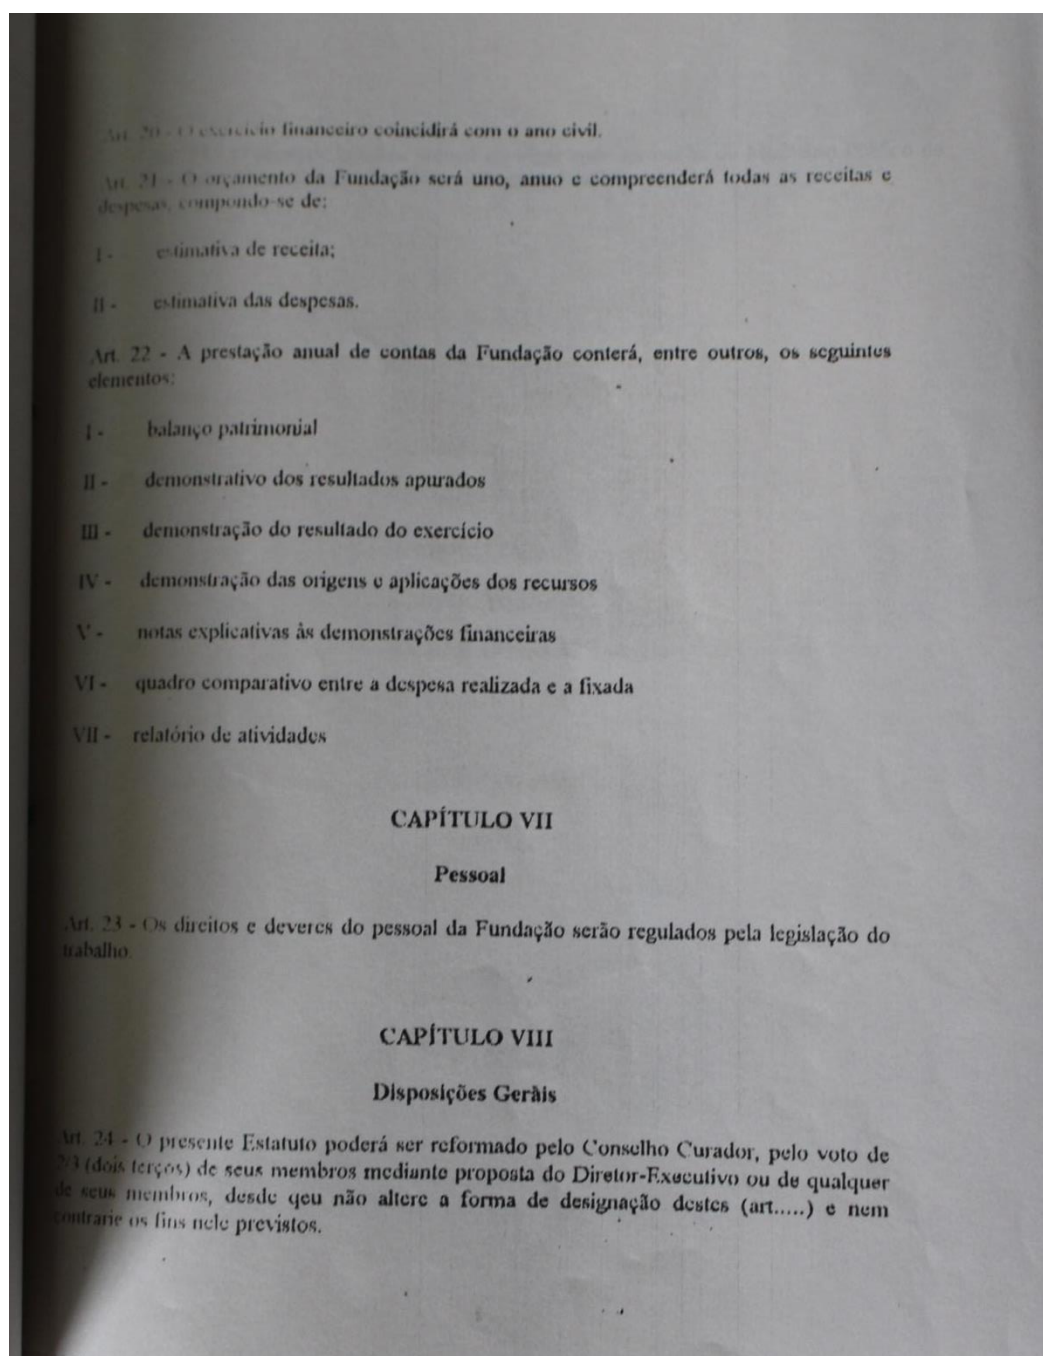 Art. 20 - O exercício financeiro coincidirá com o ano civil.
Art. 21 - O orçamento da Fundação será uno, anuo e compreenderá todas as receitas e
despesas, compondo-se de:
I - estimativa de receita;
II - estimativa das despesas.
Art. 22 - A prestação anual de contas da Fundação conterá, entre outros, os seguintes
elementos:
I - balanço patrimonial
II - demonstrativo dos resultados apurados
III - demonstração do resultado do exercício
IV - demonstração das origens e aplicações dos recursos
V - notas explicativas às demonstrações financeiras
VI - quadro comparativo entre a despesa realizada e a fixada
VII - relatório de atividades
CAPÍTULO VII
Pessoal
Art. 23 - Os direitos e deveres do pessoal da Fundação serão regulados pela legislação do
trabalho.
CAPÍTULO VIII
Disposições Gerais
Art. 24 - O presente Estatuto poderá ser reformado pelo Conselho Curador, pelo voto de
2/3 (dois terços) de seus membros mediante proposta do Diretor-Executivo ou de qualquer
de seus membros, desde qeu não altere a forma de designação destes (art.....) e nem
contrarie os fins nele previstos.